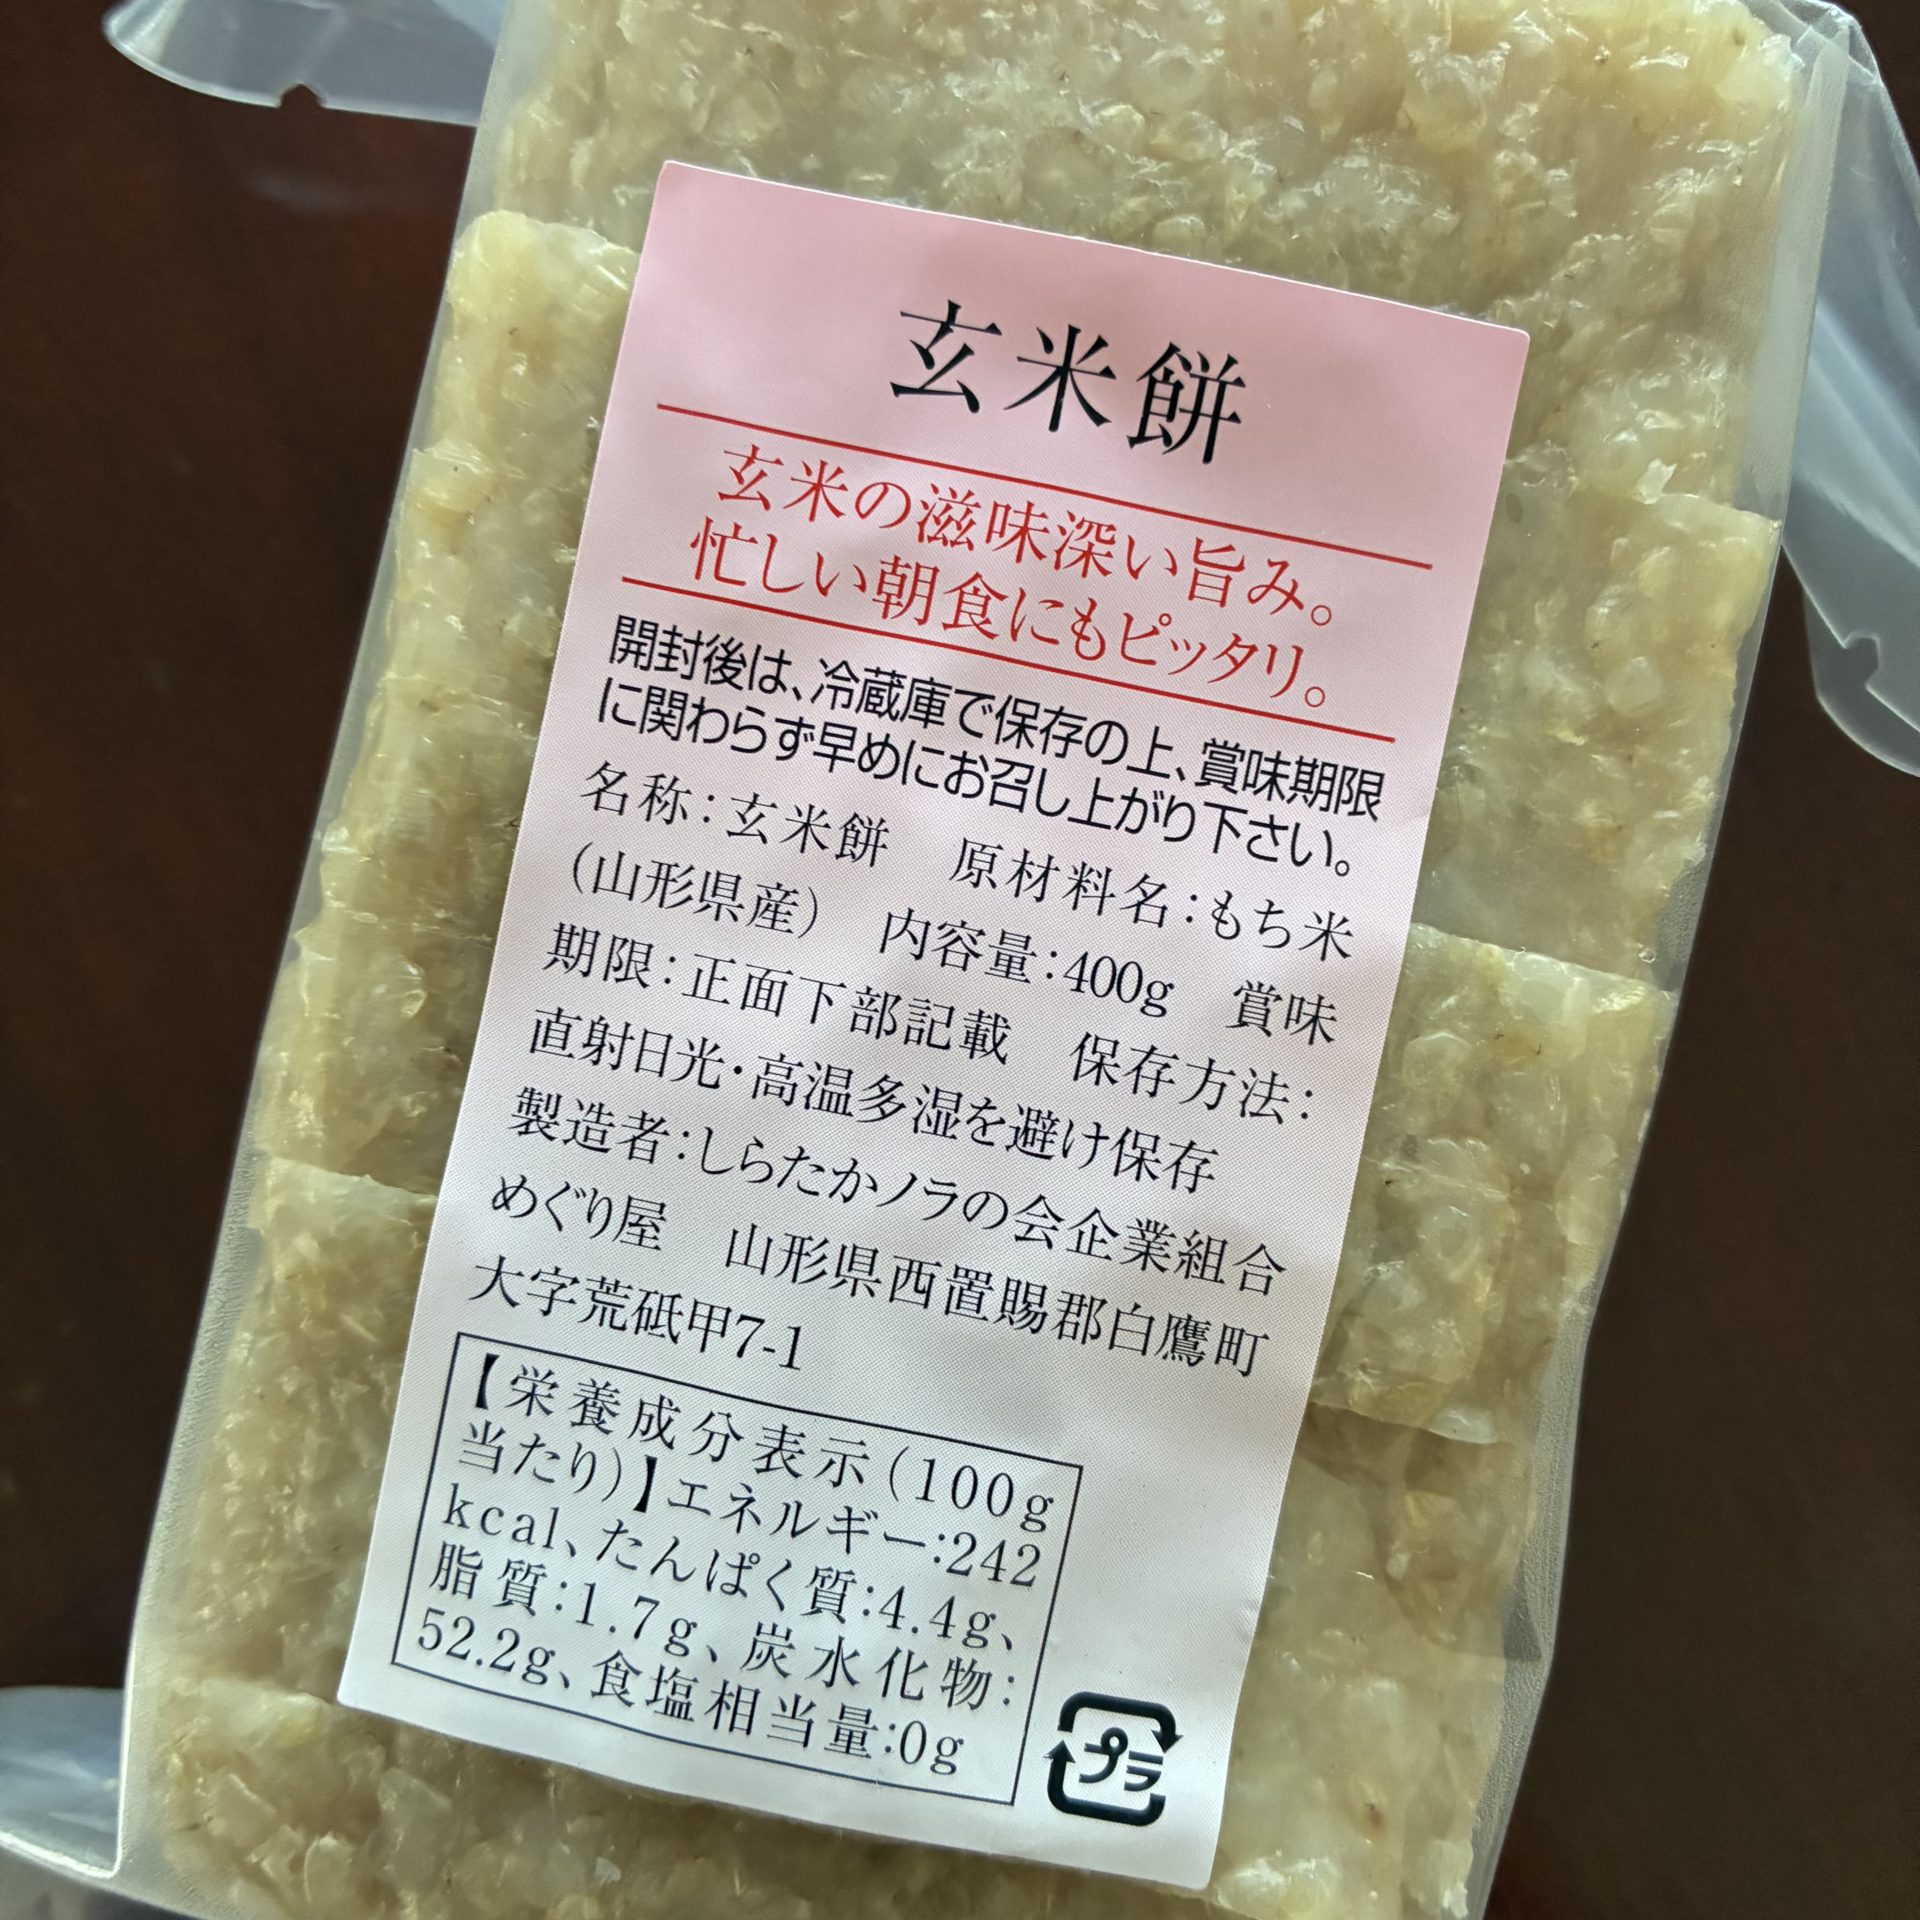 玄米餅
玄米の滋味深い旨み。
忙しい朝食にもピッタリ。
開封後は、冷蔵庫で保存の上、賞味期限
に関わらず早めにお召し上がり下さい。
名称：玄米餅　原材料名：もち米
（山形県産）　内容量：400g　賞味
期限：正面下部記載　保存方法：
直射日光・高温多湿を避け保存
製造者：しらたかノラの会企業組合
めぐり屋　山形県西置賜郡白鷹町
大字荒砥甲7-1
【栄養成分表示（100g
当たり）】エネルギー：242
kcal、たんぱく質：4.4g、
脂質：1.7g、炭水化物：
52.2g、食塩相当量：0g
プラ